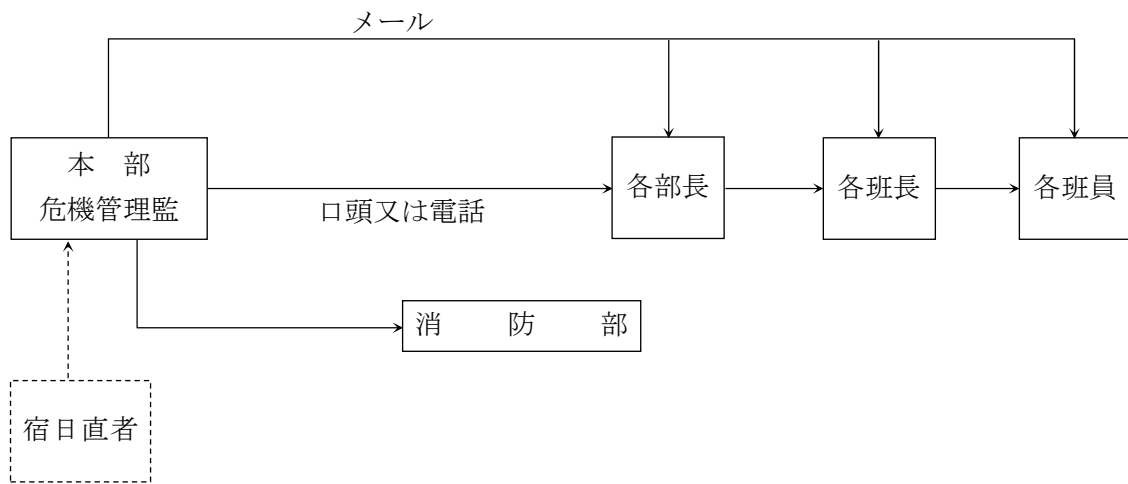 メール
本　部
危機管理監
口頭又は電話
各部長
各班長
各班員
消　防　部
宿日直者